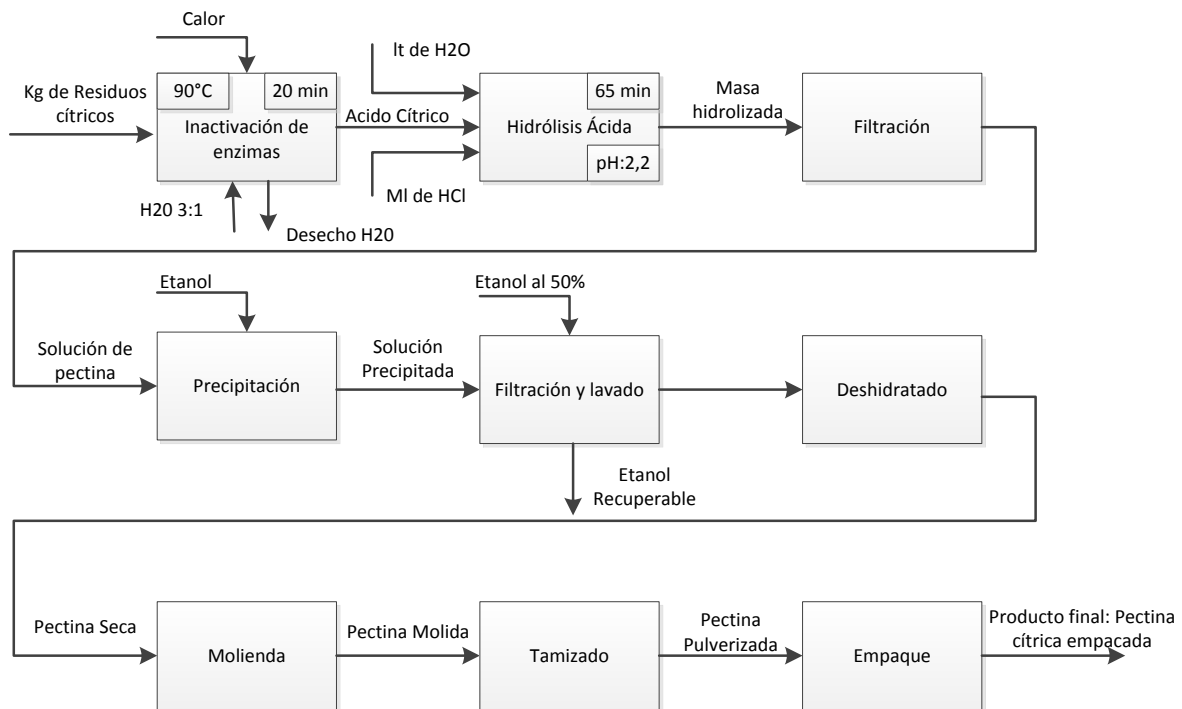 Calor
lt de H2O
90°C
20 min
65 min
Kg de Residuos
cítricos
Inactivación de
enzimas
Acido Cítrico
Hidrólisis Ácida
Masa
hidrolizada
Filtración
pH:2,2
Ml de HCl
H20 3:1
Desecho H20
Etanol
Etanol al 50%
Solución de
pectina
Precipitación
Solución
Precipitada
Filtración y lavado
Deshidratado
Etanol
Recuperable
Pectina Seca
Molienda
Pectina Molida
Tamizado
Pectina
Pulverizada
Empaque
Producto final: Pectina
cítrica empacada